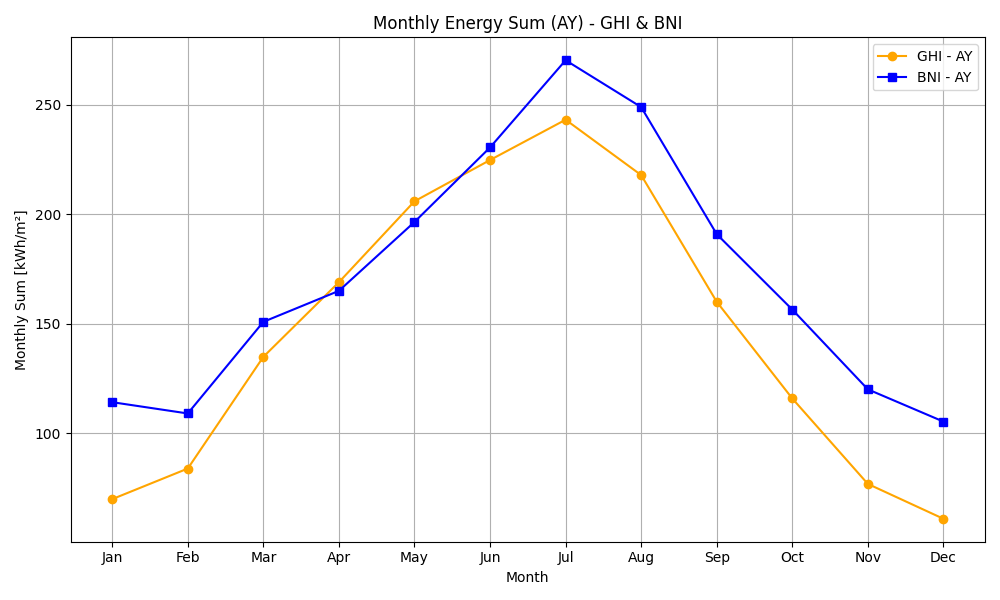 Monthly Energy Sum (AY) - GHI & BNI
GHI - AY
BNI - AY
Monthly Sum [kWh/m²]
250
200
150
100
Jan Feb Mar Apr May Jun Jul Aug Sep Oct Nov Dec
Month